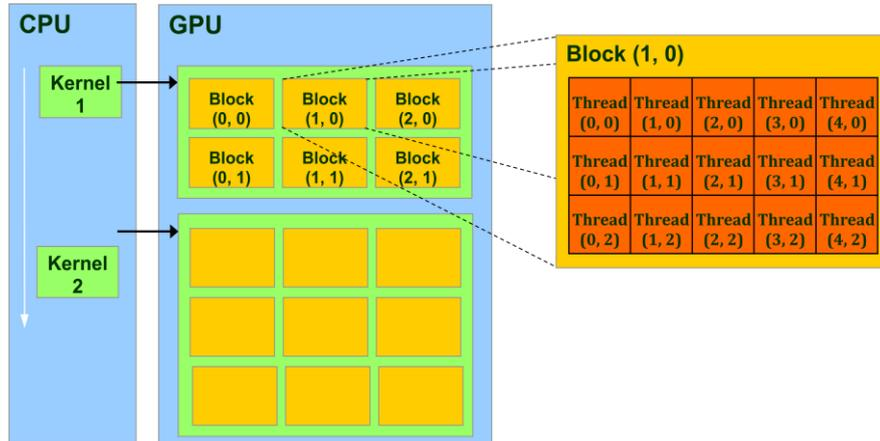 CPU
GPU
Kernel
1
Block
(0, 0)
Block
(1, 0)
Block
(2, 0)
Block
(0, 1)
Block
(1, 1)
Block
(2, 1)
Kernel
2
Block (1, 0)
Thread Thread Thread Thread Thread
(0, 0) (1, 0) (2, 0) (3, 0) (4, 0)
Thread Thread Thread Thread Thread
(0, 1) (1, 1) (2, 1) (3, 1) (4, 1)
Thread Thread Thread Thread Thread
(0, 2) (1, 2) (2, 2) (3, 2) (4, 2)